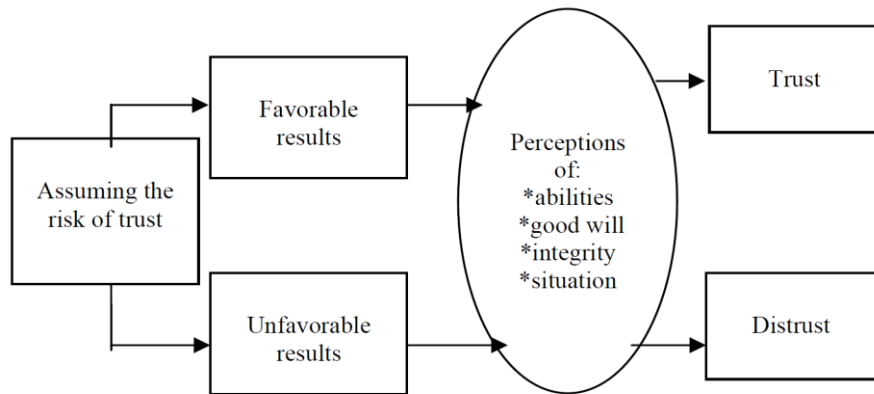 Assuming the
risk of trust
Favorable
results
Unfavorable
results
Perceptions
of:
*abilities
*good will
*integrity
*situation
Trust
Distrust